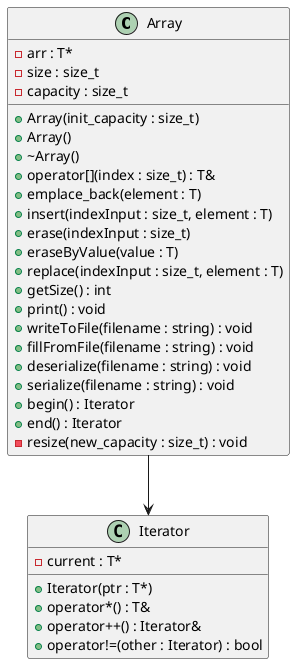 C Array
arr : T*
size : size_t
capacity : size_t
Array(init_capacity : size_t)
Array()
~Array()
operator[](index : size_t) : T&
emplace_back(element : T)
insert(indexInput : size_t, element : T)
erase(indexInput : size_t)
eraseByValue(value : T)
replace(indexInput : size_t, element : T)
getSize() : int
print() : void
writeToFile(filename : string) : void
fillFromFile(filename : string) : void
deserialize(filename : string) : void
serialize(filename : string) : void
begin() : Iterator
end() : Iterator
resize(new_capacity : size_t) : void
C Iterator
current : T*
Iterator(ptr : T*)
operator*() : T&
operator++() : Iterator&
operator!=(other : Iterator) : bool